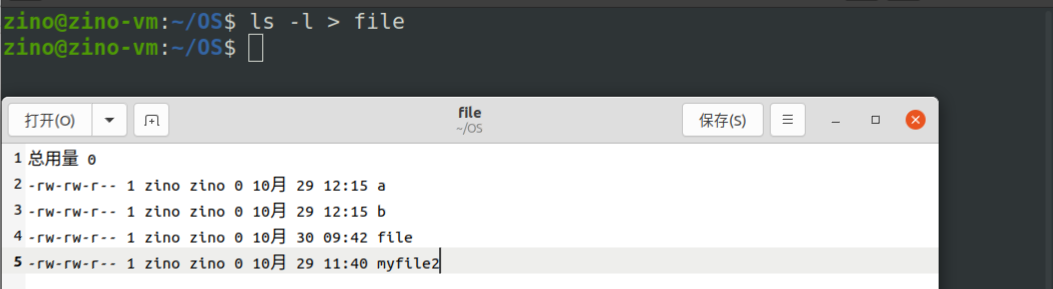 zino@zino-vm:~/OS$ ls -l > file
zino@zino-vm:~/OS$
打开(O) file 保存(S)
~/OS
1 总用量 0
2 -rw-rw-r-- 1 zino zino 0 10月 29 12:15 a
3 -rw-rw-r-- 1 zino zino 0 10月 29 12:15 b
4 -rw-rw-r-- 1 zino zino 0 10月 30 09:42 file
5 -rw-rw-r-- 1 zino zino 0 10月 29 11:40 myfile2